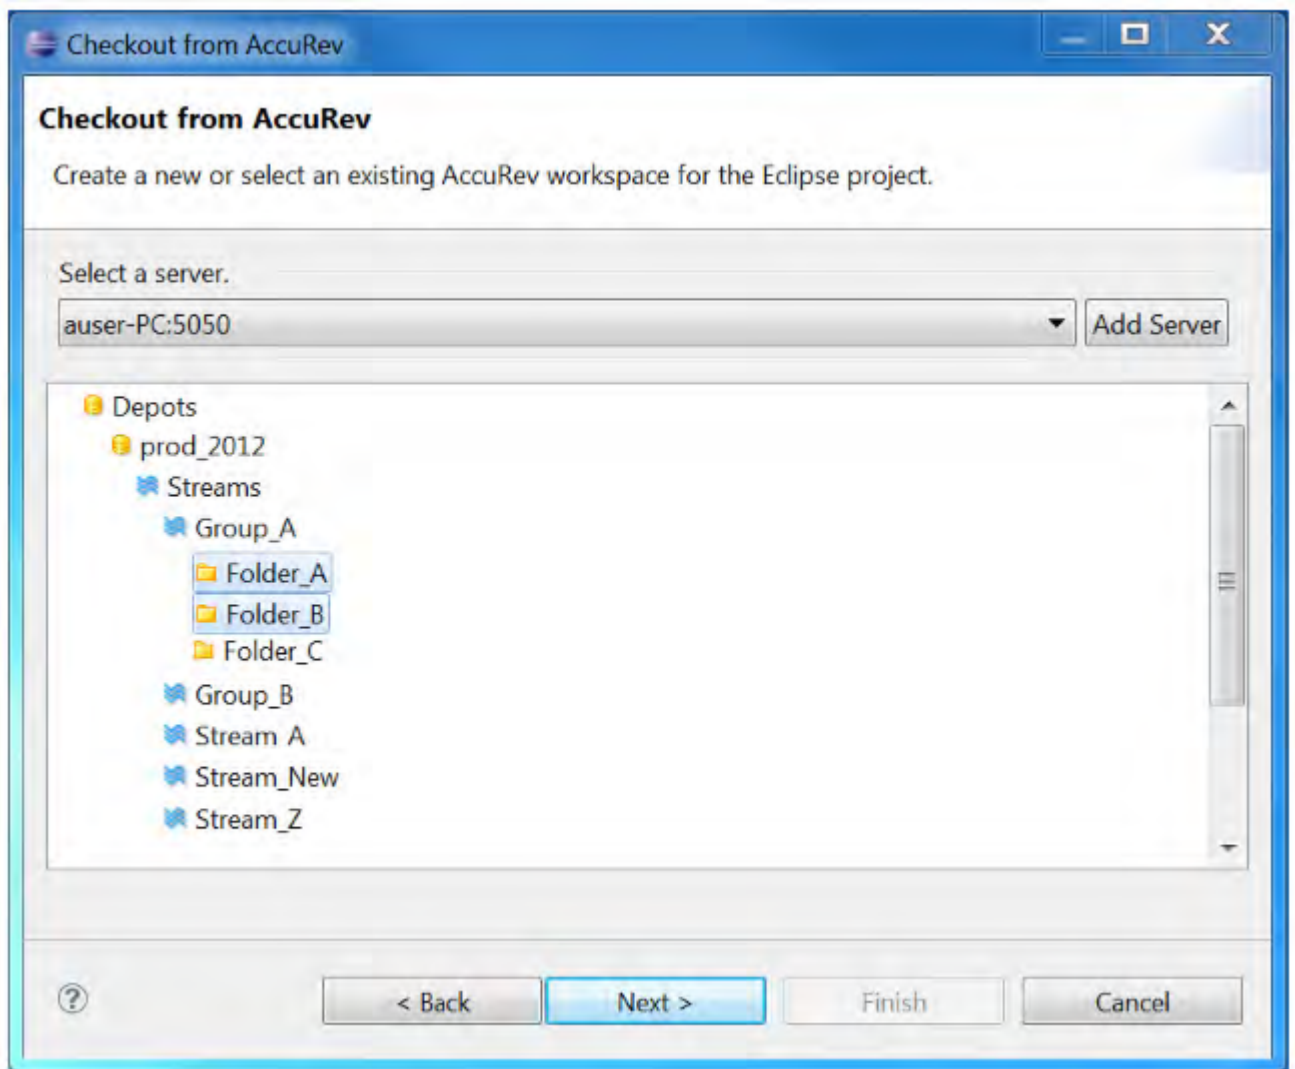 Checkout from AccuRev
Checkout from AccuRev
Create a new or select an existing AccuRev workspace for the Eclipse project.
Select a server.
auser-PC:5050
Add Server
Depots
prod_2012
Streams
Group_A
Folder_A
Folder_B
Folder_C
Group_B
Stream A
Stream_New
Stream_Z
? < Back Next > Finish Cancel